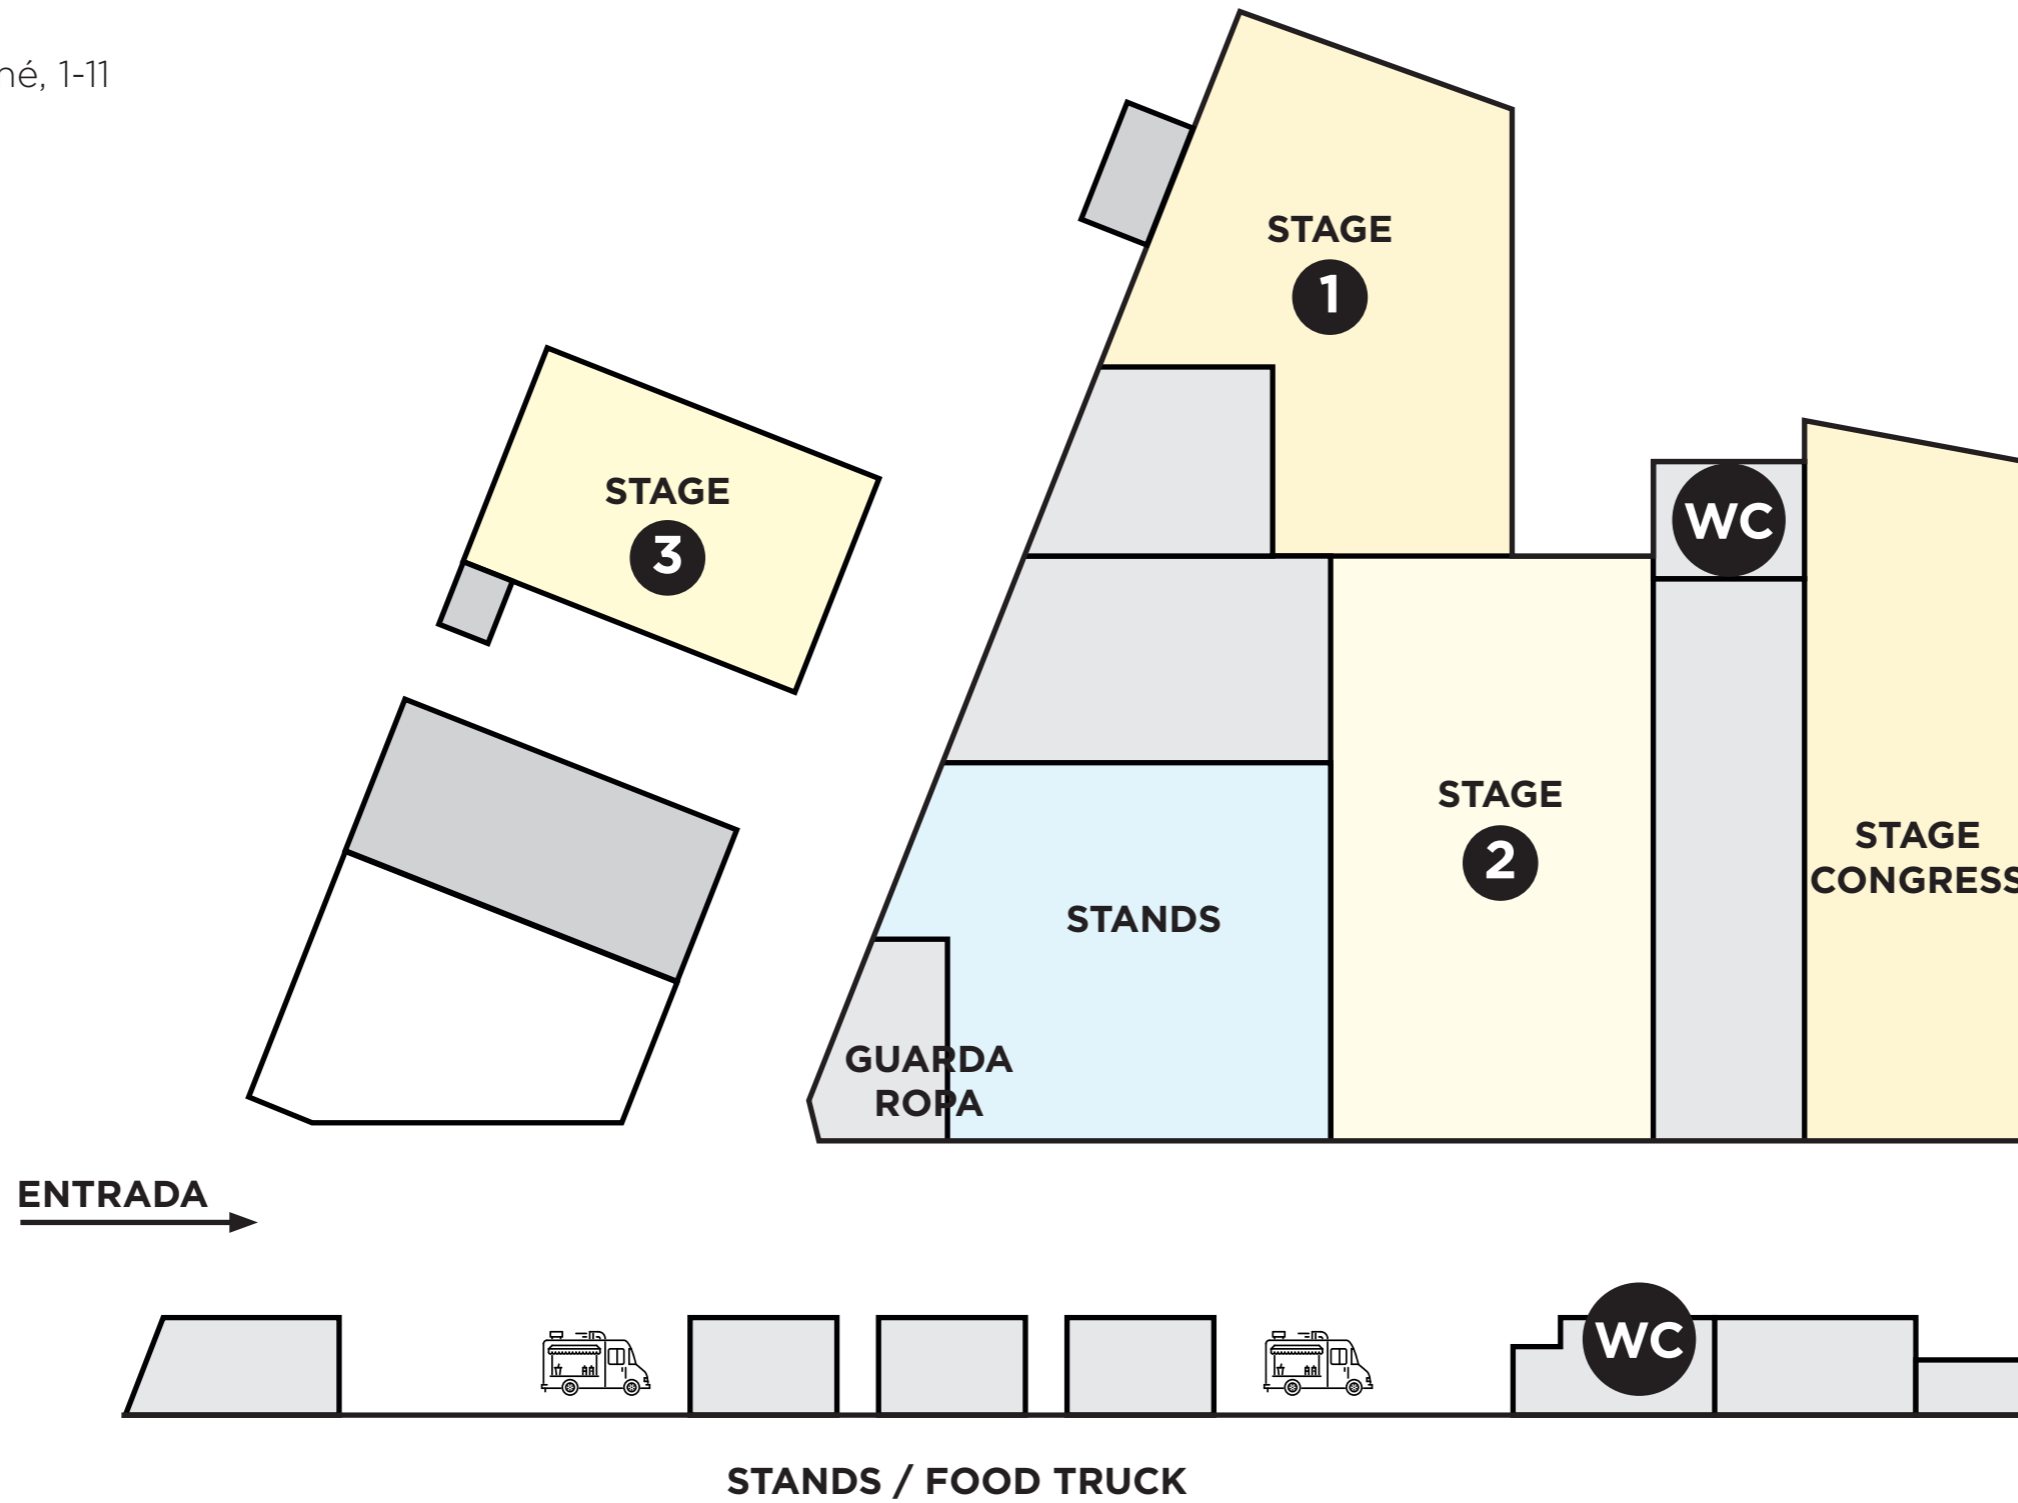 né, 1-11
STAGE
1
STAGE
3
WC
STAGE
2
STAGE
CONGRESS
STANDS
GUARDA
ROPA
ENTRADA
WC
STANDS / FOOD TRUCK